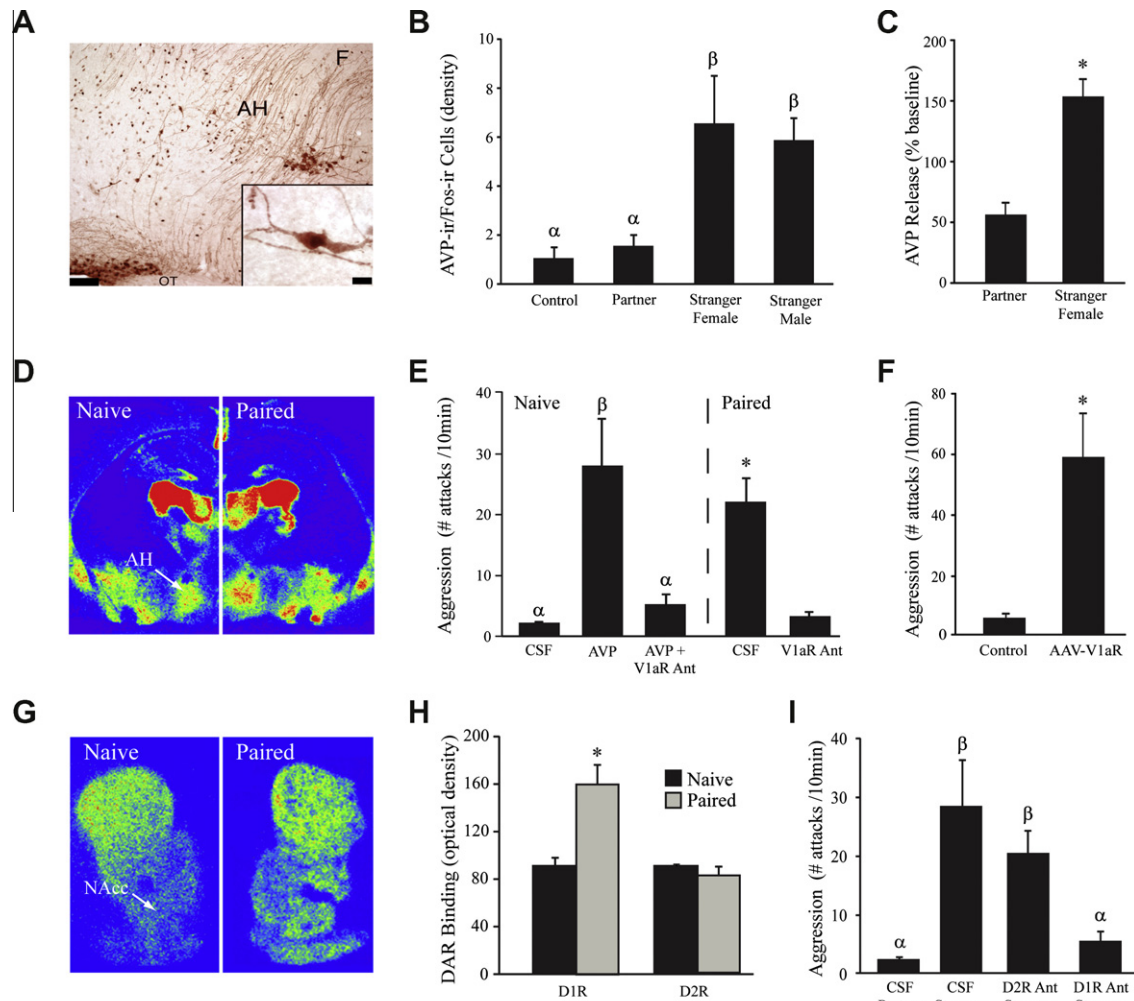 A
F
AH
OT
B
AVP-ir/Fos-ir Cells (density)
10
8
6
4
2
0
α
α
β
β
Control
Partner
Stranger
Female
Stranger
Male
C
AVP Release (% baseline)
200
150
100
50
0
*
Partner
Stranger
Female
D
Naive
Paired
AH
E
Aggression (# attacks /10min)
40
30
20
10
0
Naive
Paired
α
β
α
*
CSF
AVP
AVP +
V1aR Ant
CSF
V1aR Ant
F
Aggression (# attacks /10min)
80
60
40
20
0
*
Control
AAV-V1aR
G
Naive
Paired
NAcc
H
DAR Binding (optical density)
200
160
120
80
40
0
*
Naive
Paired
D1R
D2R
I
Aggression (# attacks /10min)
40
30
20
10
0
α
β
β
α
CSF
CSF
D2R Ant
D1R Ant